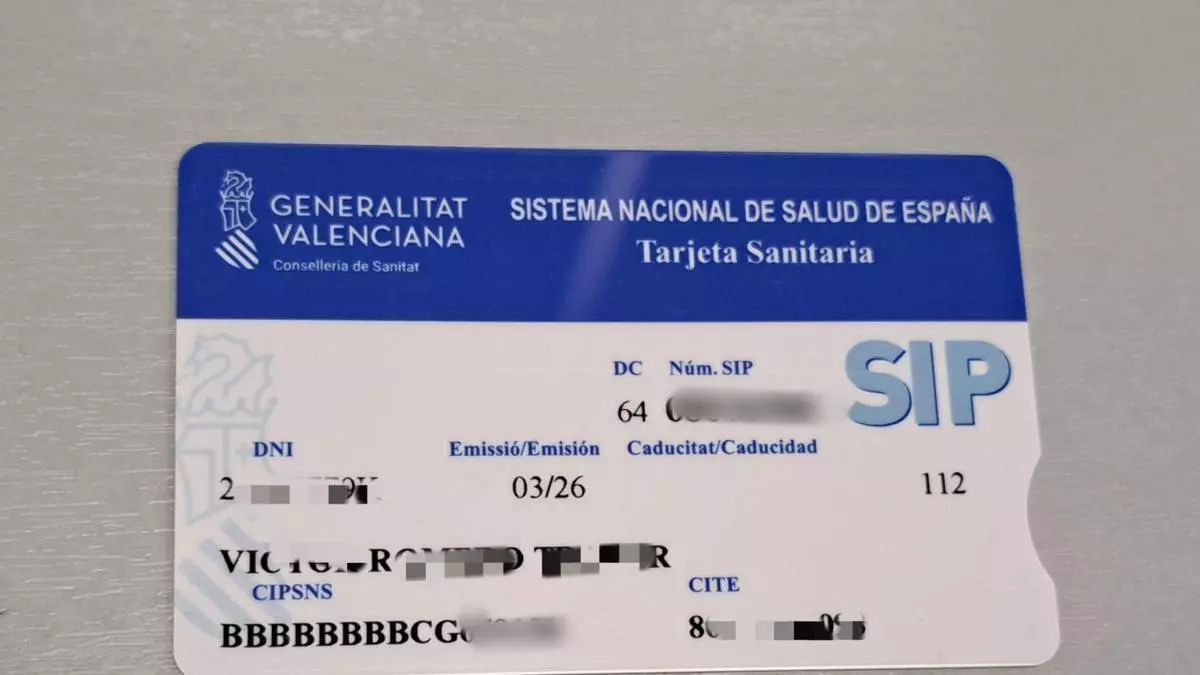 GENERALITAT
VALENCIANA
Conselleria de Sanitat
SISTEMA NACIONAL DE SALUD DE ESPAÑA
Tarjeta Sanitaria
SIP
DC Núm. SIP
64
DNI Emissió/Emisión Caducitat/Caducidad
03/26 112
CIPSNS CITE